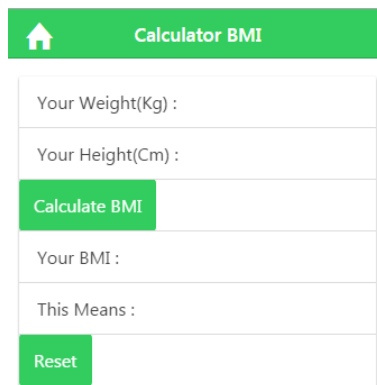 Calculator BMI
Your Weight(Kg) :
Your Height(Cm) :
Calculate BMI
Your BMI :
This Means :
Reset